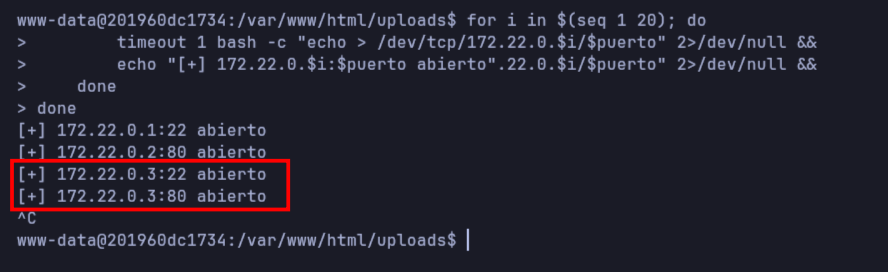 www-data@201960dc1734:/var/www/html/uploads$ for i in $(seq 1 20); do
>         timeout 1 bash -c "echo > /dev/tcp/172.22.0.$i/$puerto" 2>/dev/null &&
>         echo "[+] 172.22.0.$i:$puerto abierto".22.0.$i/$puerto" 2>/dev/null &&
>     done
> done
[+] 172.22.0.1:22 abierto
[+] 172.22.0.2:80 abierto
[+] 172.22.0.3:22 abierto
[+] 172.22.0.3:80 abierto
^C
www-data@201960dc1734:/var/www/html/uploads$